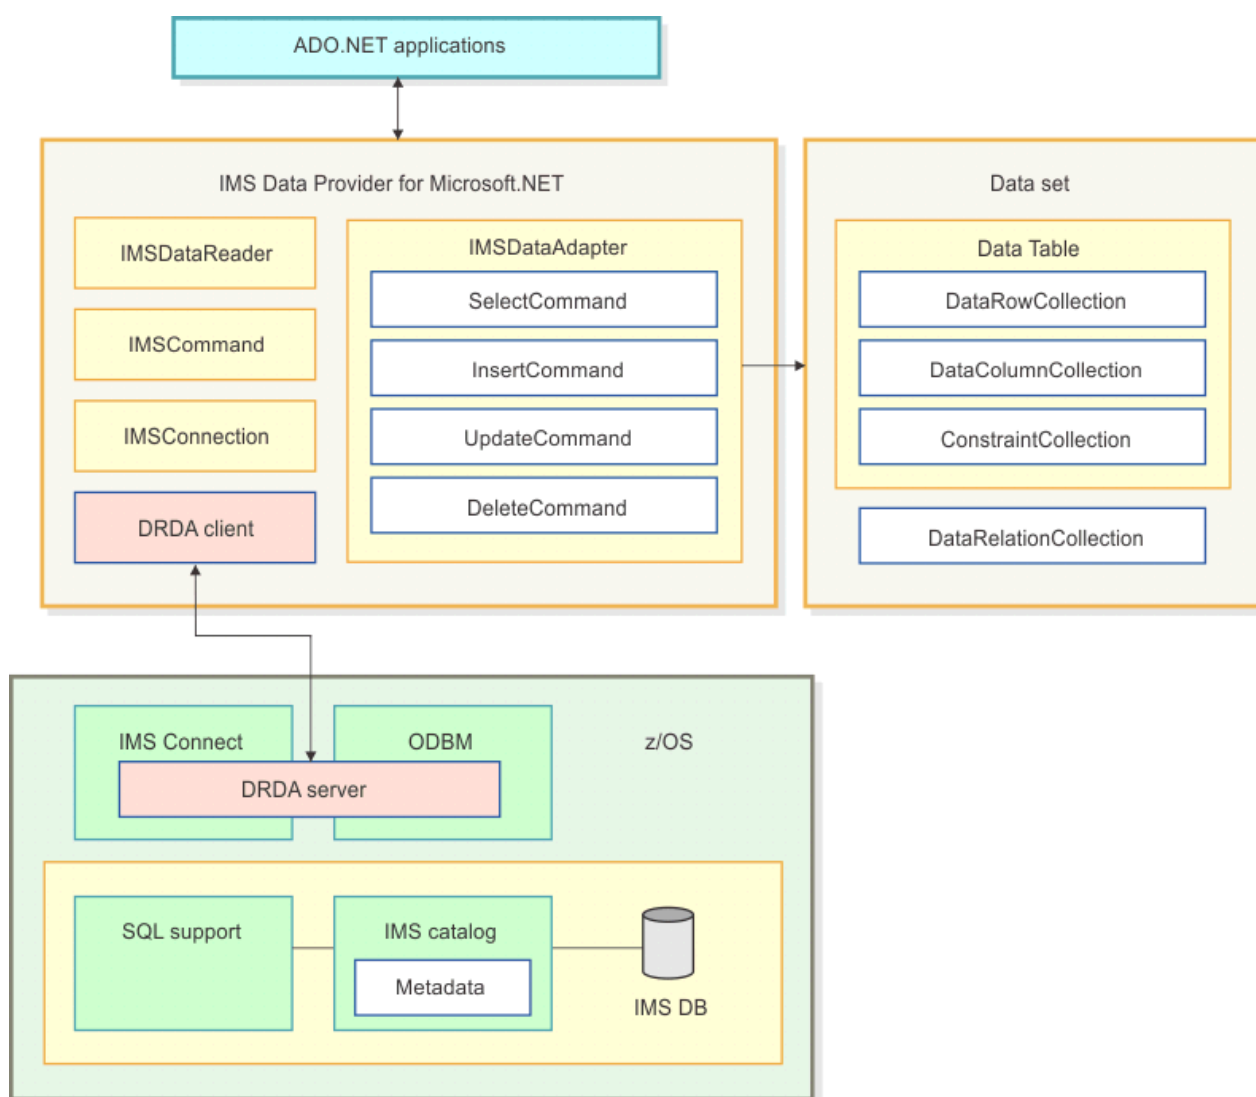 ADO.NET applications
IMS Data Provider for Microsoft.NET
IMSDataReader
IMSCommand
IMSConnection
DRDA client
IMSDataAdapter
SelectCommand
InsertCommand
UpdateCommand
DeleteCommand
Data set
Data Table
DataRowCollection
DataColumnCollection
ConstraintCollection
DataRelationCollection
IMS Connect
ODBM
z/OS
DRDA server
SQL support
IMS catalog
Metadata
IMS DB